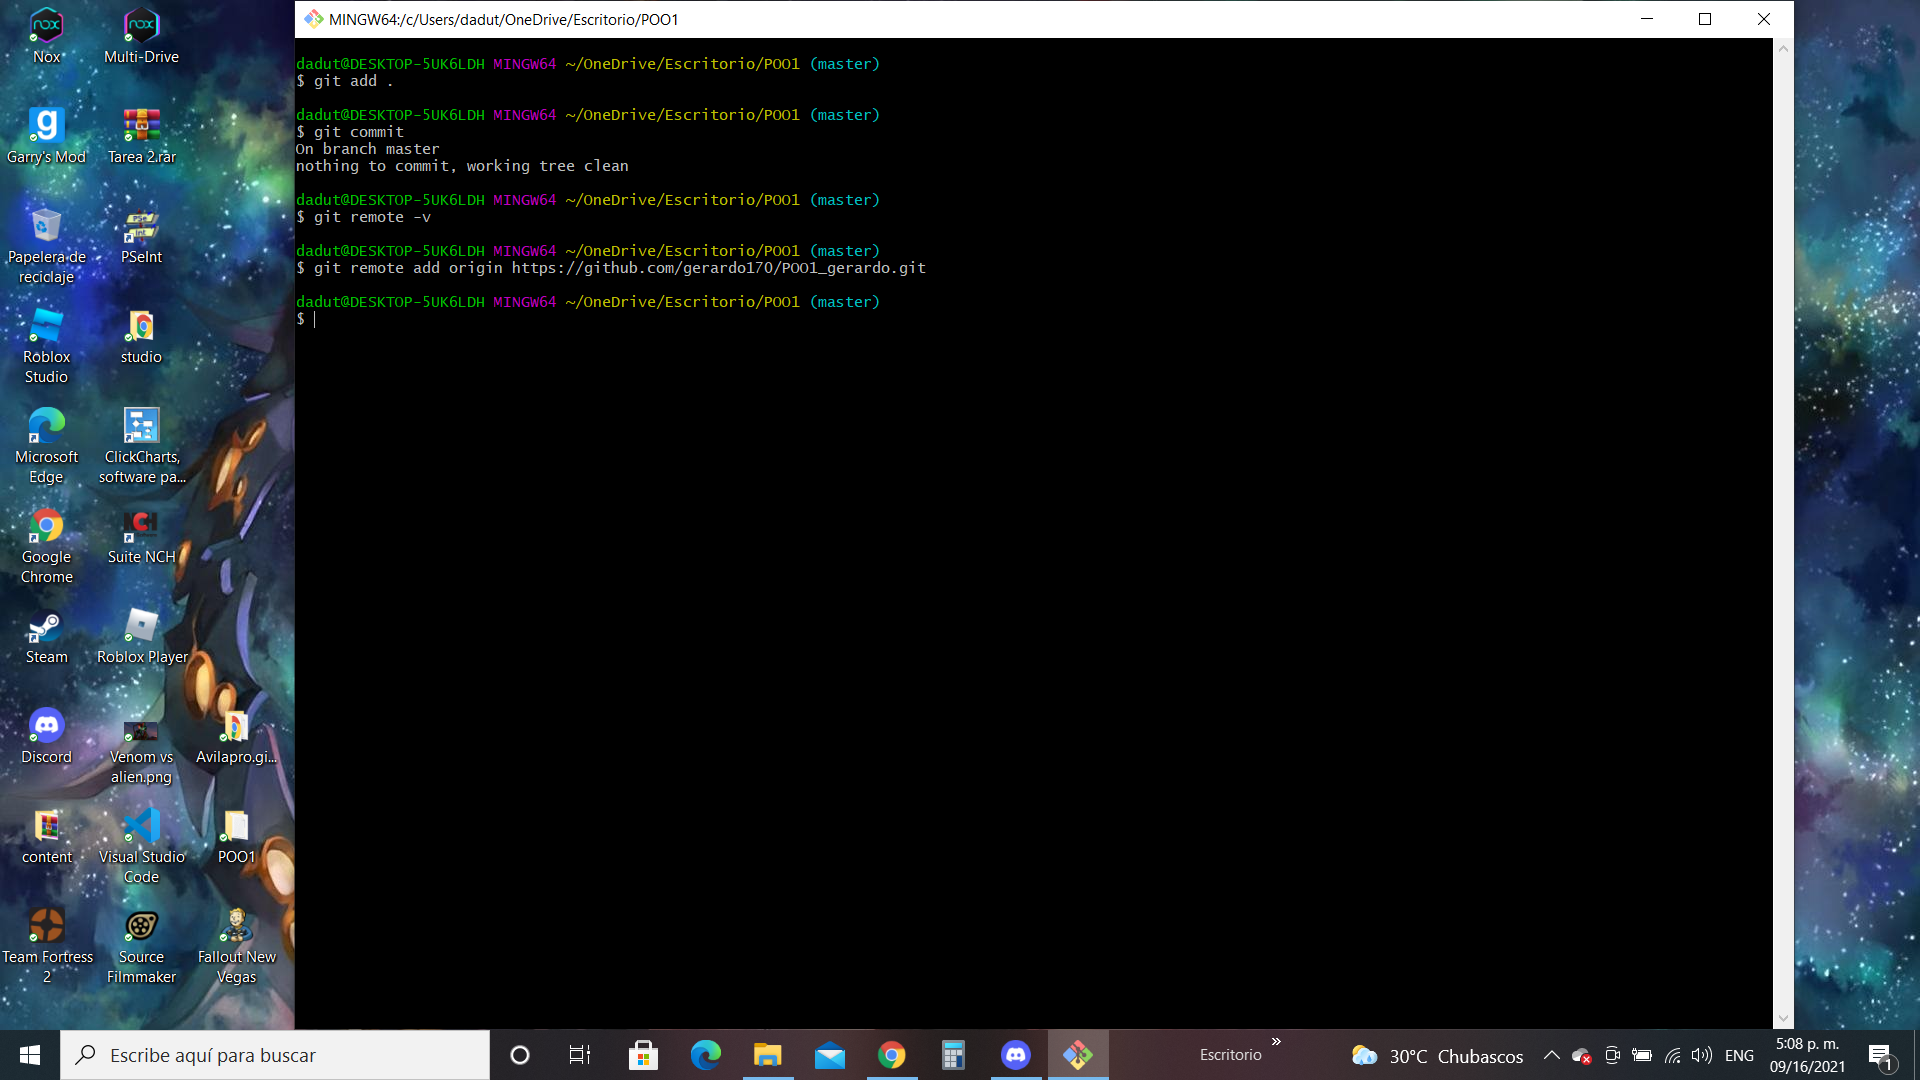 MINGW64:/c/Users/dadut/OneDrive/Escritorio/POO1
dadut@DESKTOP-5UK6LDH MINGW64 ~/OneDrive/Escritorio/POO1 (master)
$ git add .
dadut@DESKTOP-5UK6LDH MINGW64 ~/OneDrive/Escritorio/POO1 (master)
$ git commit
On branch master
nothing to commit, working tree clean
dadut@DESKTOP-5UK6LDH MINGW64 ~/OneDrive/Escritorio/POO1 (master)
$ git remote -v
dadut@DESKTOP-5UK6LDH MINGW64 ~/OneDrive/Escritorio/POO1 (master)
$ git remote add origin https://github.com/gerardo170/POO1_gerardo.git
dadut@DESKTOP-5UK6LDH MINGW64 ~/OneDrive/Escritorio/POO1 (master)
$
Nox
Multi-Drive
Garry's Mod
Tarea 2.rar
Papelera de
reciclaje
PSeInt
Roblox
Studio
studio
Microsoft
Edge
ClickCharts,
software pa...
Google
Chrome
Suite NCH
Steam
Roblox Player
Discord
Venom vs
alien.png
Avilapro.gi...
content
Visual Studio
Code
POO1
Team Fortress
2
Source
Filmmaker
Fallout New
Vegas
Escribe aquí para buscar
Escritorio
»
30°C Chubascos
ENG
5:08 p. m.
09/16/2021
1